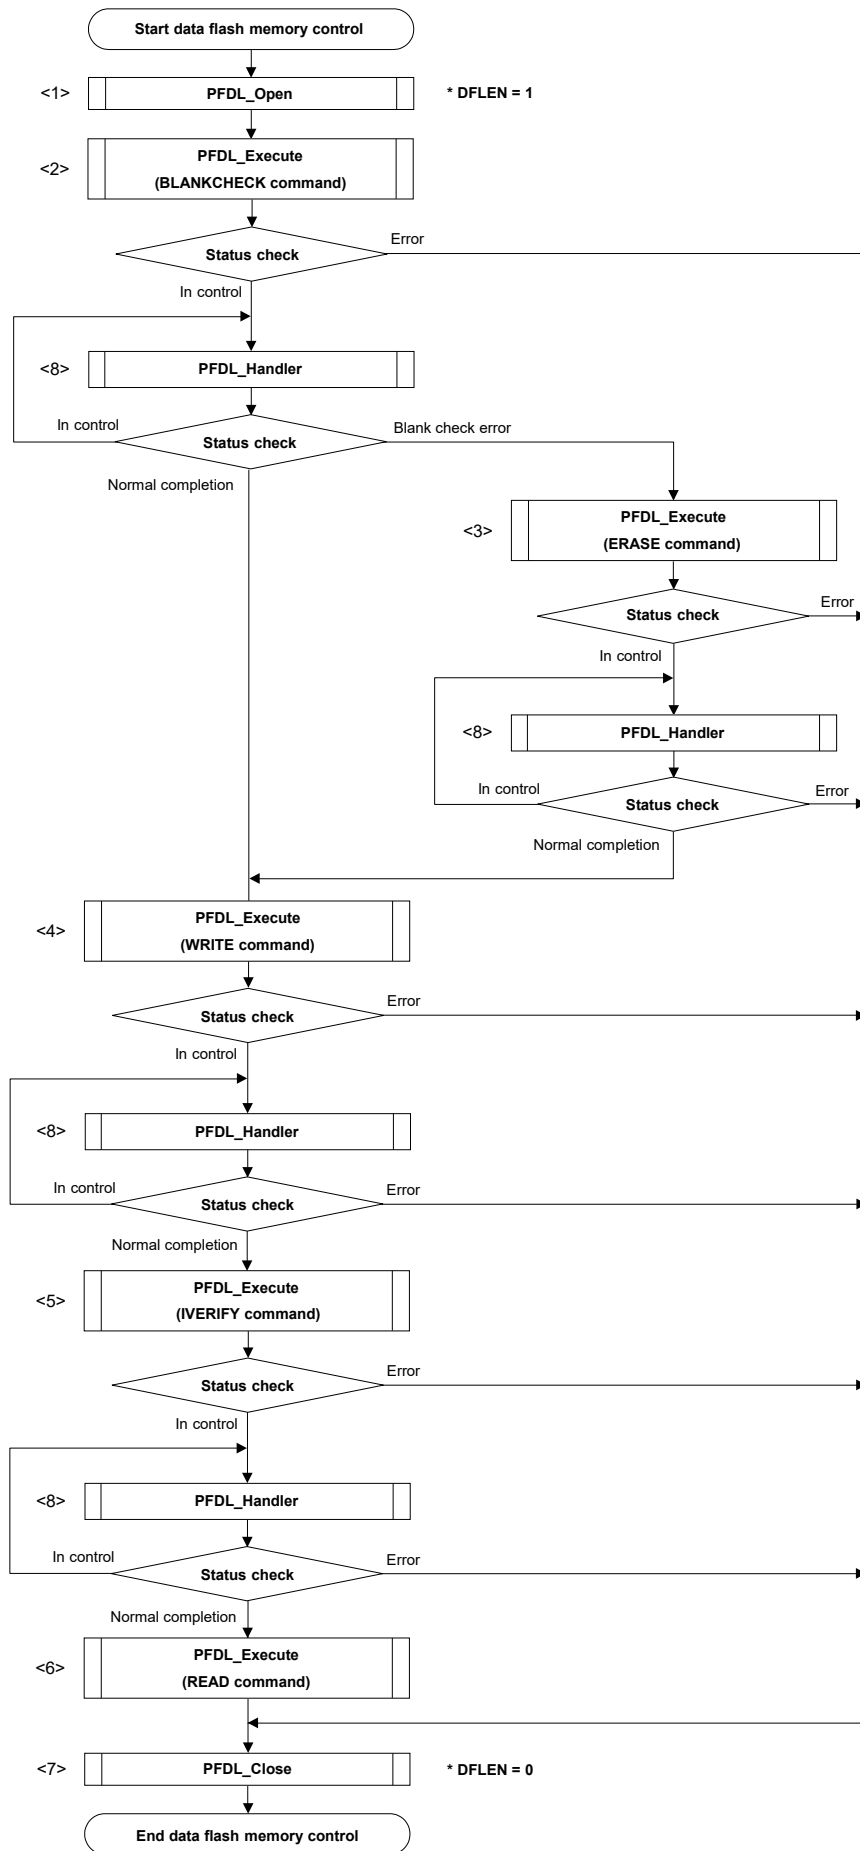 Start data flash memory control
<1>
PFDL_Open
* DFLEN = 1
<2>
PFDL_Execute
(BLANKCHECK command)
Status check
Error
In control
<8>
PFDL_Handler
In control
Status check
Blank check error
Normal completion
<3>
PFDL_Execute
(ERASE command)
Status check
Error
In control
<8>
PFDL_Handler
In control
Status check
Error
Normal completion
<4>
PFDL_Execute
(WRITE command)
Status check
Error
In control
<8>
PFDL_Handler
In control
Status check
Error
Normal completion
<5>
PFDL_Execute
(IVERIFY command)
Status check
Error
In control
<8>
PFDL_Handler
In control
Status check
Error
Normal completion
<6>
PFDL_Execute
(READ command)
<7>
PFDL_Close
* DFLEN = 0
End data flash memory control